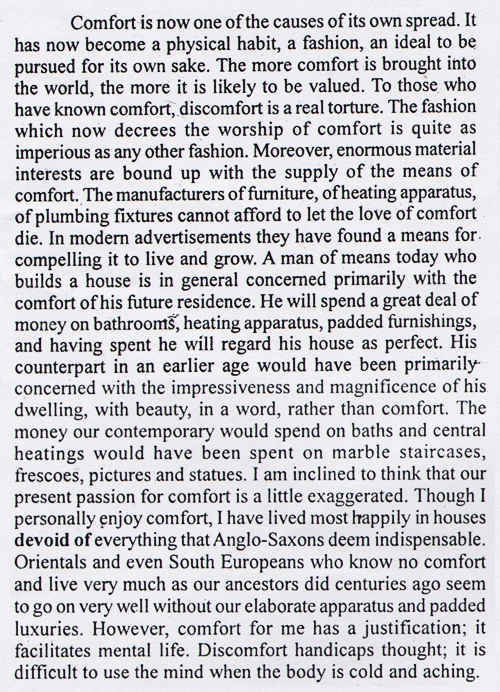 Comfort is now one of the causes of its own spread. It
has now become a physical habit, a fashion, an ideal to be
pursued for its own sake. The more comfort is brought into
the world, the more it is likely to be valued. To those who
have known comfort, discomfort is a real torture. The fashion
which now decrees the worship of comfort is quite as
imperious as any other fashion. Moreover, enormous material
interests are bound up with the supply of the means of
comfort. The manufacturers of furniture, of heating apparatus,
of plumbing fixtures cannot afford to let the love of comfort
die. In modern advertisements they have found a means for
compelling it to live and grow. A man of means today who
builds a house is in general concerned primarily with the
comfort of his future residence. He will spend a great deal of
money on bathrooms, heating apparatus, padded furnishings,
and having spent he will regard his house as perfect. His
counterpart in an earlier age would have been primarily
concerned with the impressiveness and magnificence of his
dwelling, with beauty, in a word, rather than comfort. The
money our contemporary would spend on baths and central
heatings would have been spent on marble staircases,
frescoes, pictures and statues. I am inclined to think that our
present passion for comfort is a little exaggerated. Though I
personally enjoy comfort, I have lived most happily in houses
devoid of everything that Anglo-Saxons deem indispensable.
Orientals and even South Europeans who know no comfort
and live very much as our ancestors did centuries ago seem
to go on very well without our elaborate apparatus and padded
luxuries. However, comfort for me has a justification; it
facilitates mental life. Discomfort handicaps thought; it is
difficult to use the mind when the body is cold and aching.